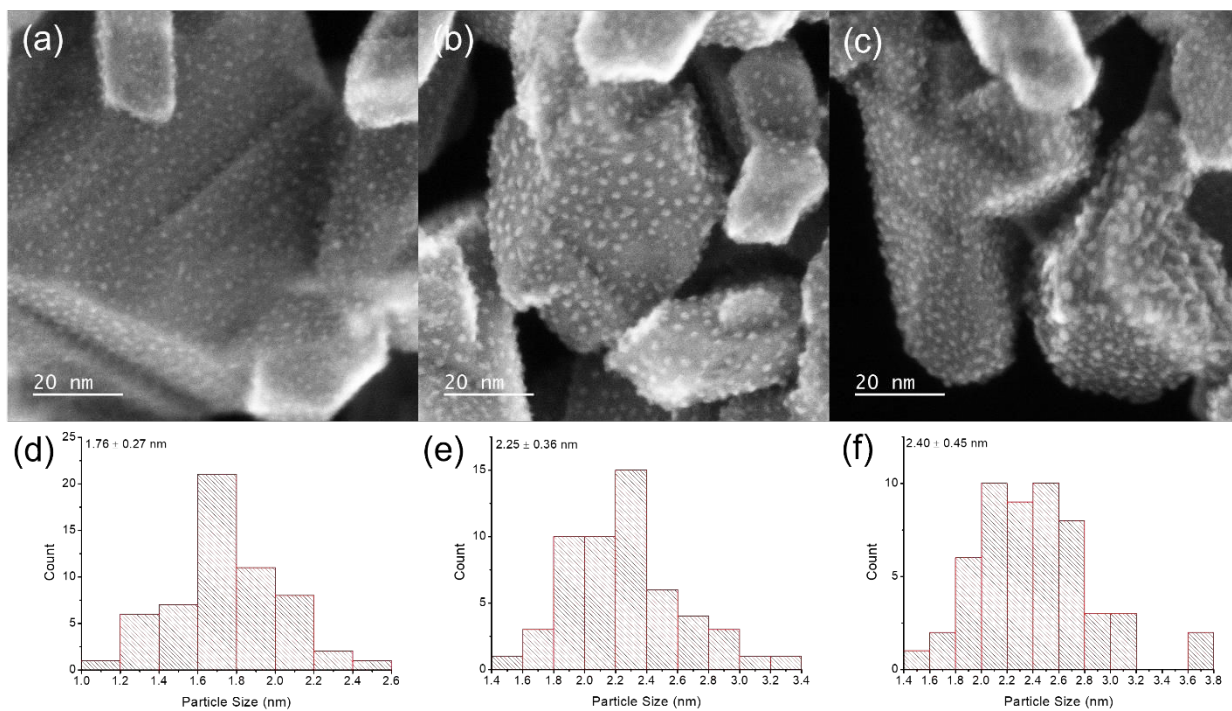 (a)
(b)
(c)
20 nm
20 nm
20 nm
(d)
1.76 ± 0.27 nm
25
20
15
10
5
0
Count
1.0 1.2 1.4 1.6 1.8 2.0 2.2 2.4 2.6
Particle Size (nm)
(e)
2.25 ± 0.36 nm
15
10
5
0
Count
1.4 1.6 1.8 2.0 2.2 2.4 2.6 2.8 3.0 3.2 3.4
Particle Size (nm)
(f)
2.40 ± 0.45 nm
10
5
0
Count
1.4 1.6 1.8 2.0 2.2 2.4 2.6 2.8 3.0 3.2 3.4 3.6 3.8
Particle Size (nm)